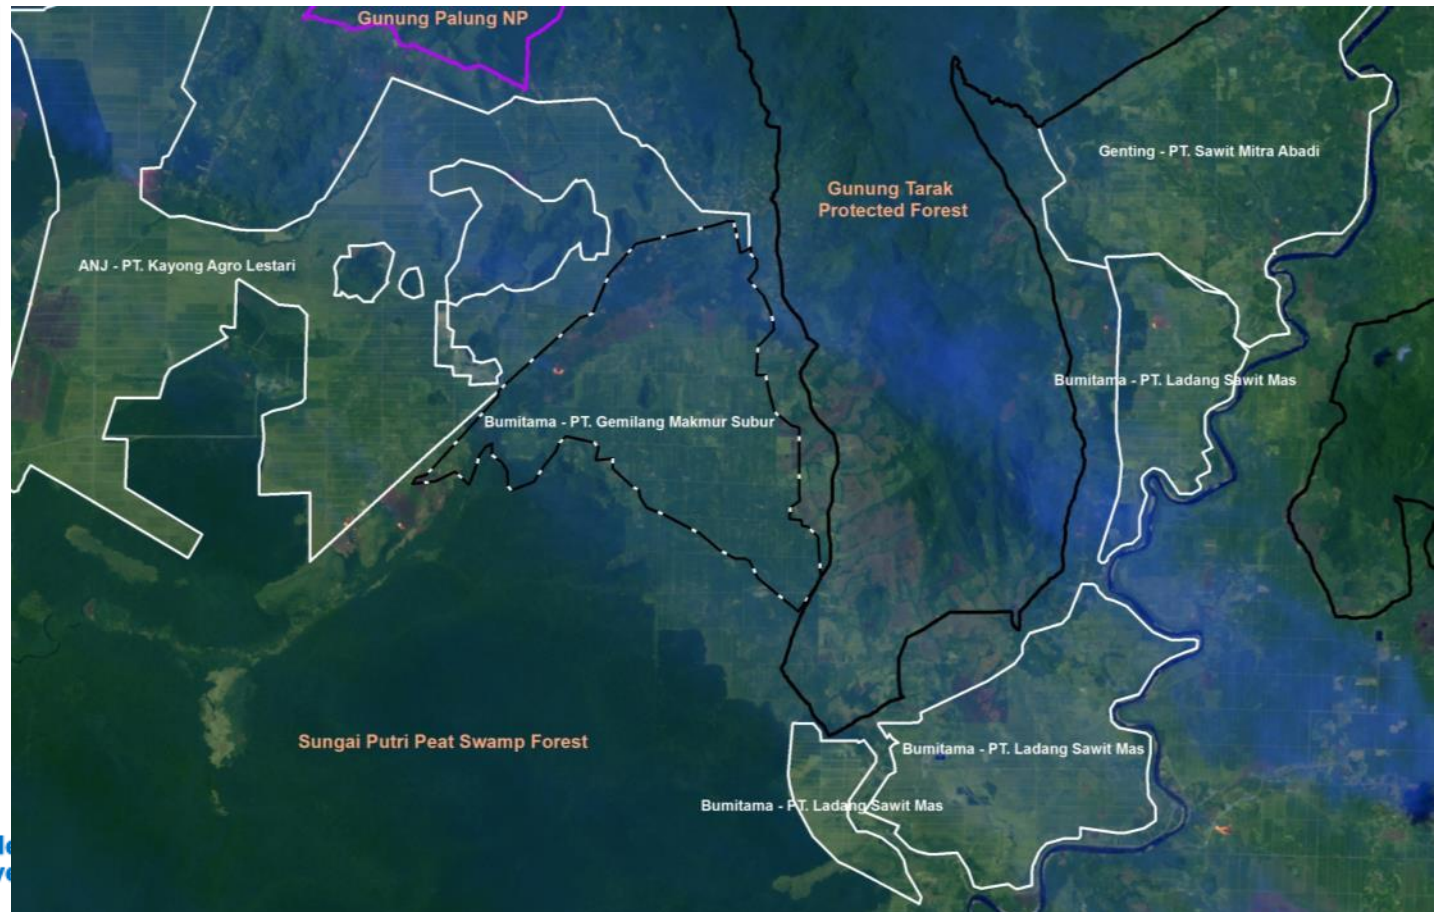 Gunung Palung NP
Genting - PT. Sawit Mitra Abadi
Gunung Tarak
Protected Forest
ANJ - PT. Kayong Agro Lestari
Bumitama - PT. Ladang Sawit Mas
Bumitama - PT. Gemilang Makmur Subur
Sungai Putri Peat Swamp Forest
Bumitama - PT. Ladang Sawit Mas
Bumitama - PT. Ladang Sawit Mas